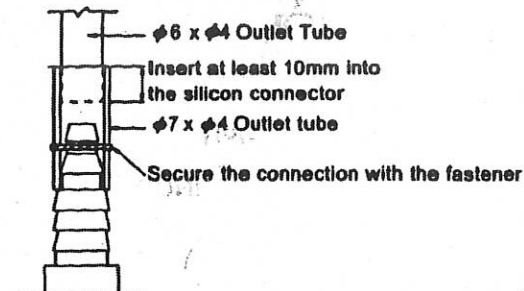 ϕ6 x ϕ4 Outlet Tube
Insert at least 10mm into
the silicon connector
ϕ7 x ϕ4 Outlet tube
Secure the connection with the fastener